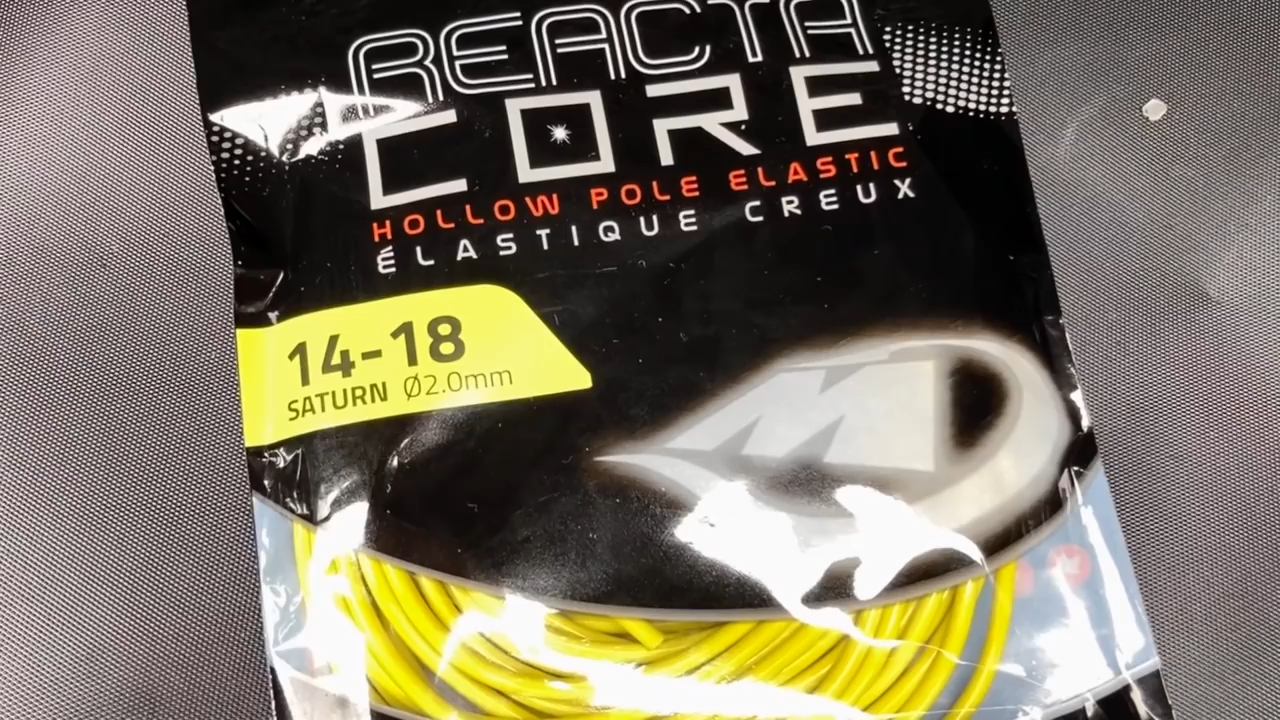 REACTA
CORE
HOLLOW POLE ELASTIC
ÉLASTIQUE CREUX
14-18
SATURN Ø2.0mm